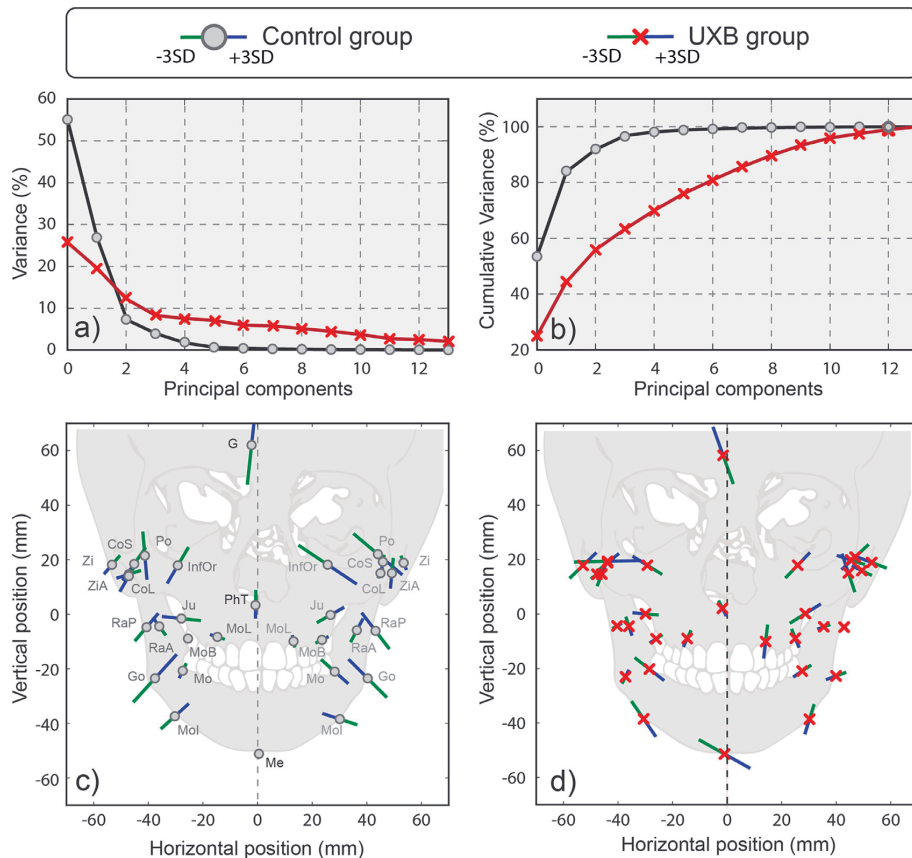 Control group
-3SD +3SD
UXB group
-3SD +3SD
60
50
40
30
20
10
0
Variance (%)
a)
0 2 4 6 8 10 12
Principal components
100
80
60
40
20
Cumulative Variance (%)
b)
0 2 4 6 8 10 12
Principal components
60
40
20
0
-20
-40
-60
Vertical position (mm)
G
CoS Po
Zi
InfOr
ZiA
CoL
InfOr
Po
CoS
Zi
CoL
ZiA
PhT
Ju
MoL
RaP
RaA
MoB
Ju
MoL
RaP
MoB
RaA
Go
Mo
Mo
Go
Mol
Mol
Me
c)
-60 -40 -20 0 20 40 60
Horizontal position (mm)
60
40
20
0
-20
-40
-60
Vertical position (mm)
d)
-60 -40 -20 0 20 40 60
Horizontal position (mm)